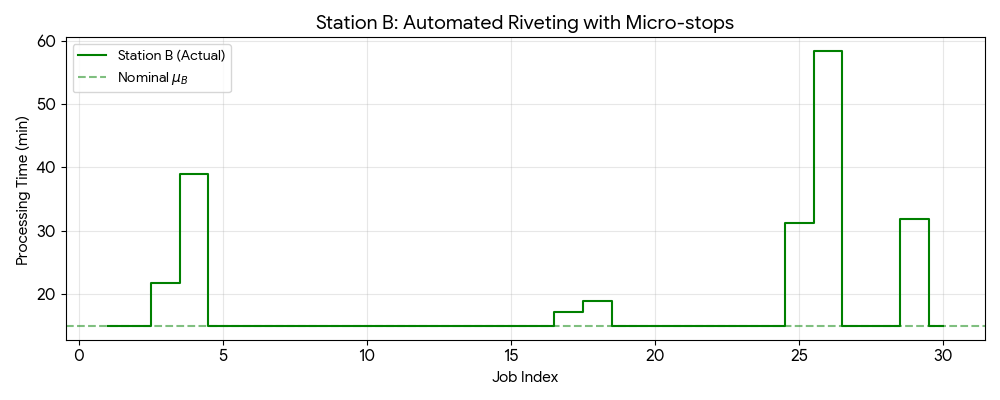 Station B: Automated Riveting with Micro-stops
Station B (Actual)
Nominal μ_B
Processing Time (min)
60
50
40
30
20
0 5 10 15 20 25 30
Job Index